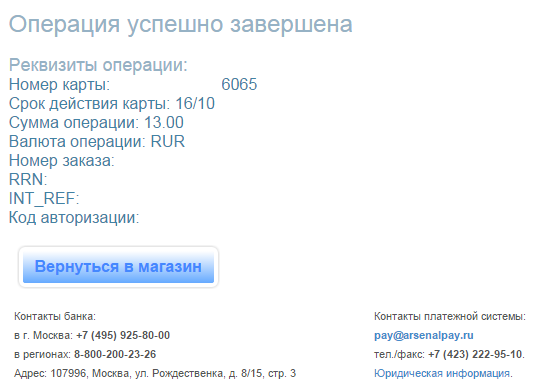 Операция успешно завершена
Реквизиты операции:
Номер карты: 6065
Срок действия карты: 16/10
Сумма операции: 13.00
Валюта операции: RUR
Номер заказа:
RRN:
INT_REF:
Код авторизации:
Вернуться в магазин
Контакты банка:
в г. Москва: +7 (495) 925-80-00
в регионах: 8-800-200-23-26
Адрес: 107996, Москва, ул. Рождественка, д. 8/15, стр. 3
Контакты платежной системы:
pay@arsenalpay.ru
тел./факс: +7 (423) 222-95-10.
Юридическая информация.